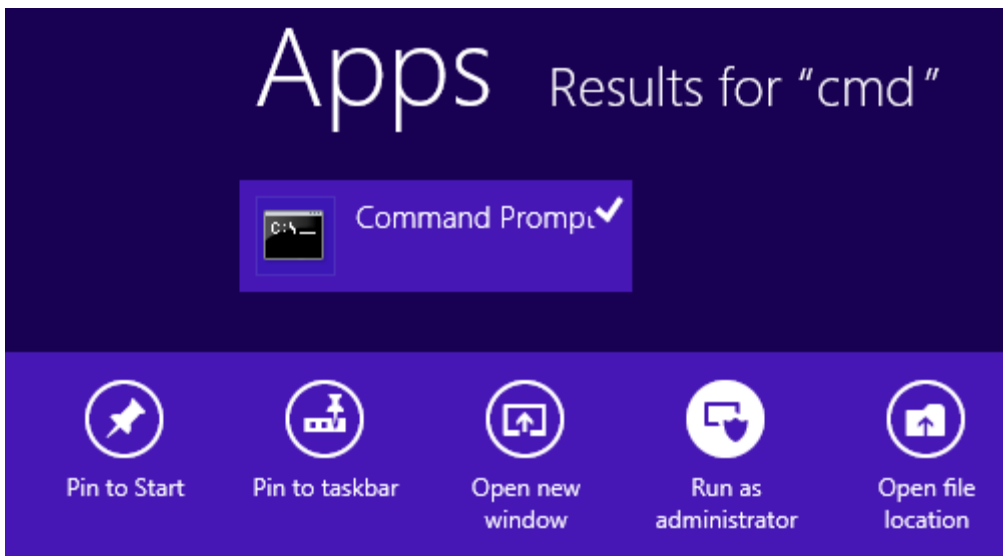 Apps Results for “cmd”
C:\_
Command Prompt
Pin to Start
Pin to taskbar
Open new
window
Run as
administrator
Open file
location